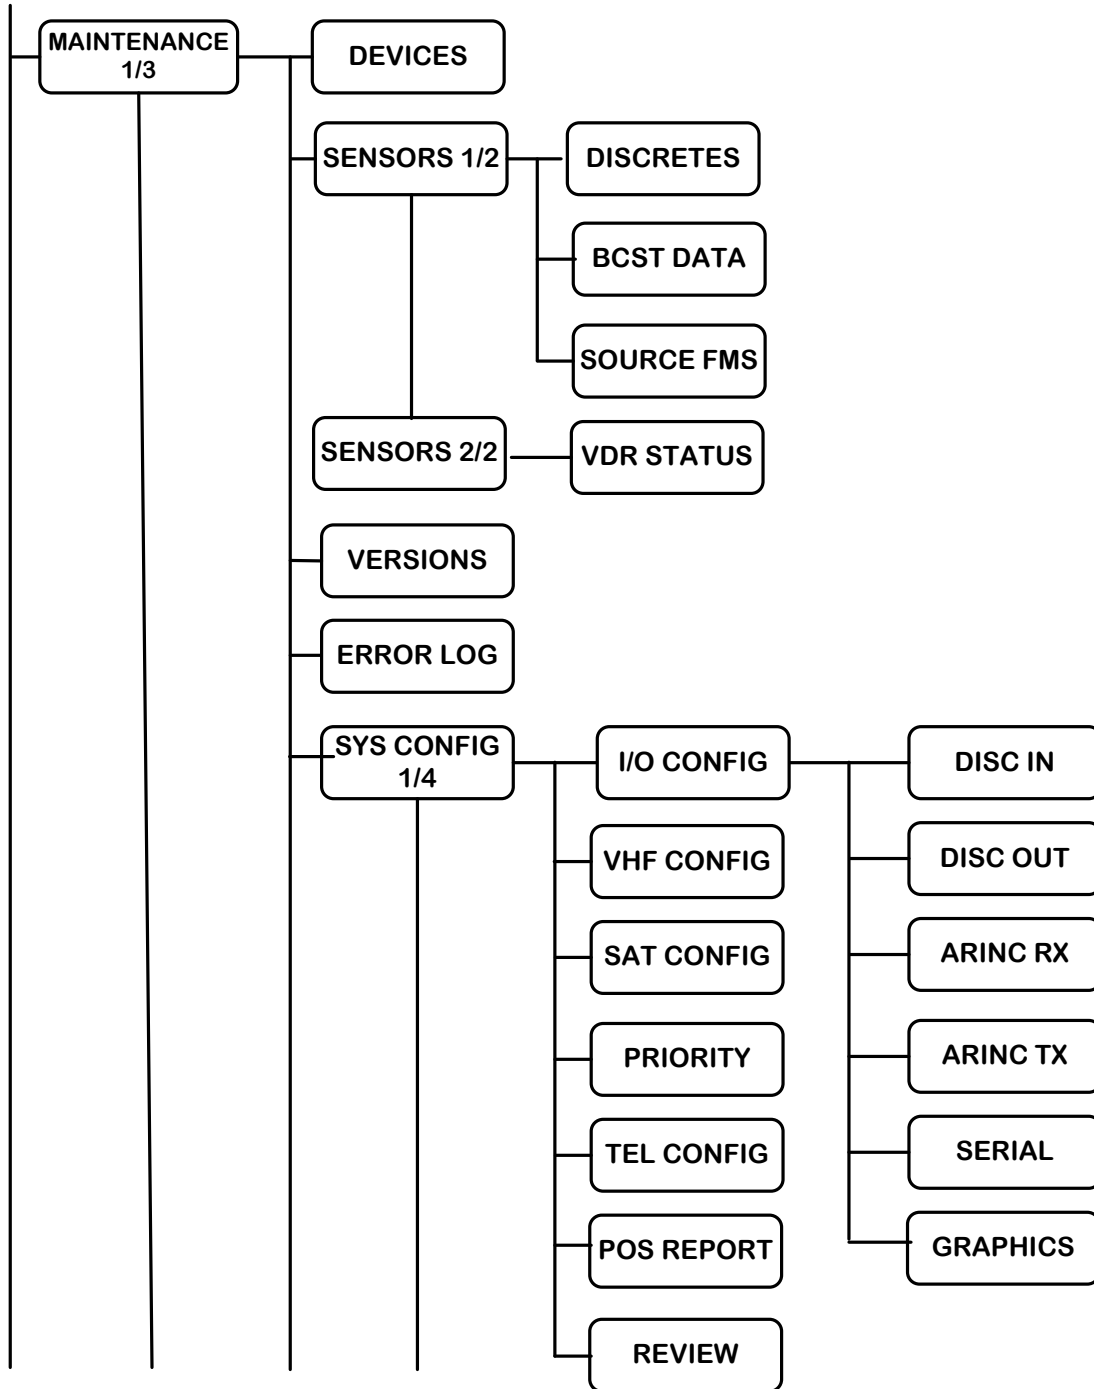 MAINTENANCE
1/3
DEVICES
SENSORS 1/2
DISCRETES
BCST DATA
SOURCE FMS
SENSORS 2/2
VDR STATUS
VERSIONS
ERROR LOG
SYS CONFIG
1/4
I/O CONFIG
DISC IN
VHF CONFIG
DISC OUT
SAT CONFIG
ARINC RX
PRIORITY
ARINC TX
TEL CONFIG
SERIAL
POS REPORT
GRAPHICS
REVIEW